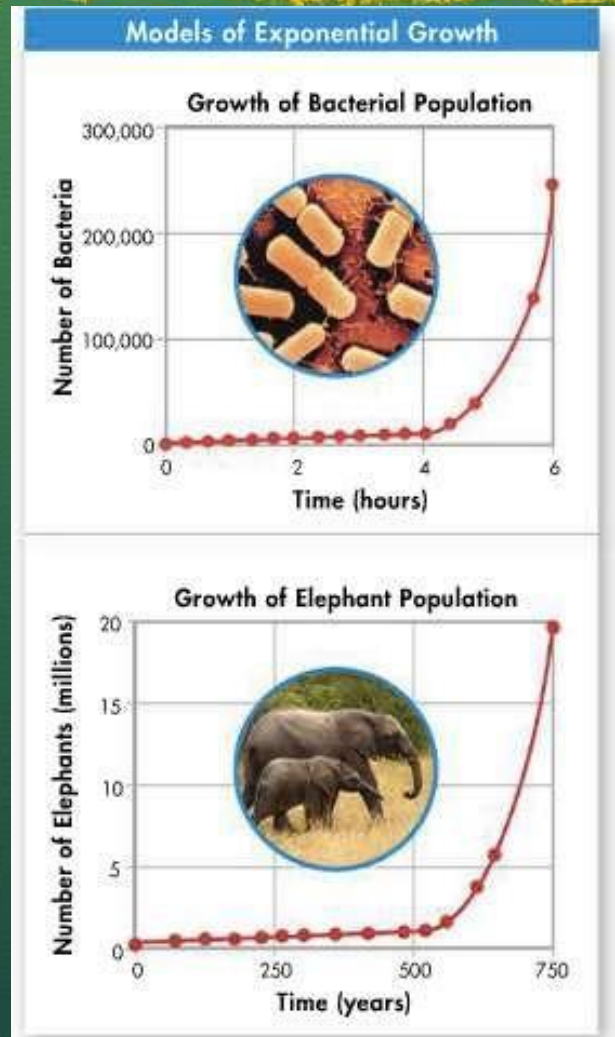 Models of Exponential Growth
Growth of Bacterial Population
300,000
200,000
100,000
0
Number of Bacteria
0 2 4 6
Time (hours)
Growth of Elephant Population
20
15
10
5
0
Number of Elephants (millions)
0 250 500 750
Time (years)